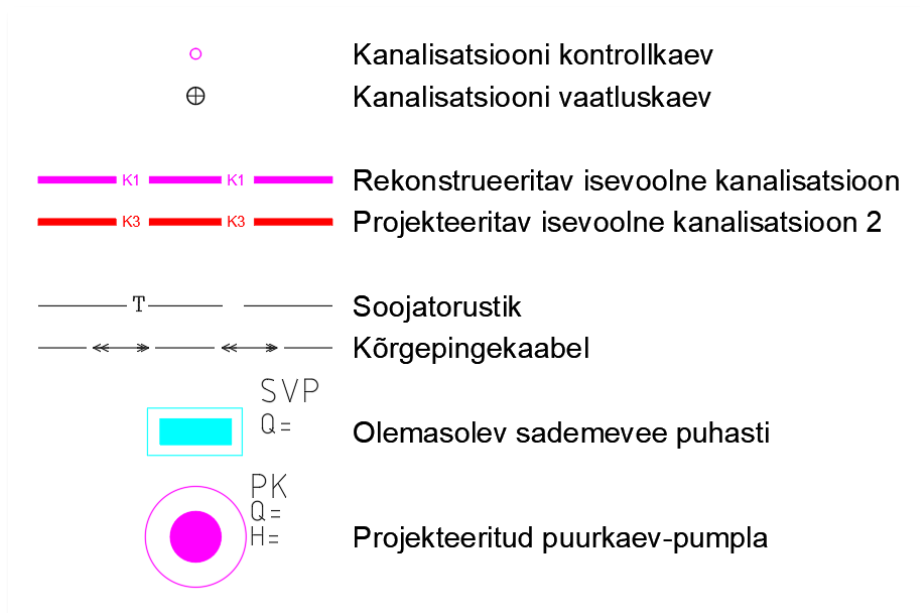 Kanalisatsiooni kontrollkaev
Kanalisatsiooni vaatluskaev
K1 K1 Rekonstrueeritav isevoolne kanalisatsioon
K3 K3 Projekteeritav isevoolne kanalisatsioon 2
T Soojatorustik
Kõrgepingekaabel
SVP
Q=
Olemasolev sademevee puhasti
PK
Q=
H=
Projekteeritud puurkaev-pumpla